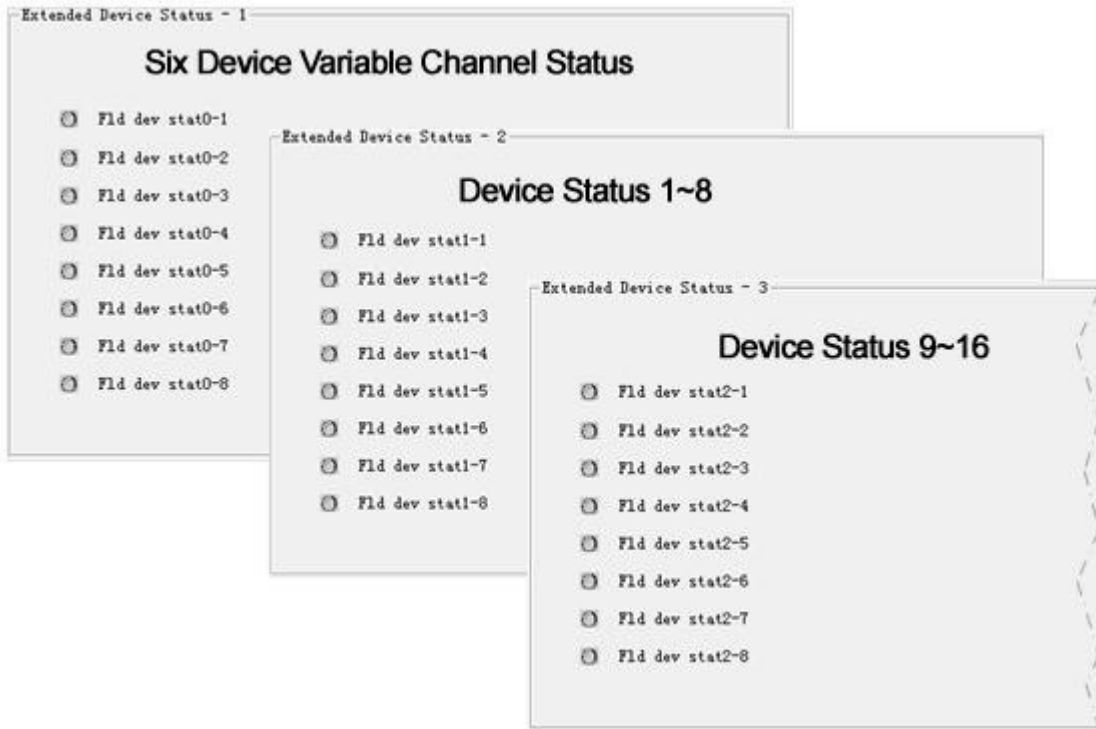 Extended Device Status - 1
Six Device Variable Channel Status
Fld dev stat0-1
Fld dev stat0-2
Fld dev stat0-3
Fld dev stat0-4
Fld dev stat0-5
Fld dev stat0-6
Fld dev stat0-7
Fld dev stat0-8
Extended Device Status - 2
Device Status 1~8
Fld dev stat1-1
Fld dev stat1-2
Fld dev stat1-3
Fld dev stat1-4
Fld dev stat1-5
Fld dev stat1-6
Fld dev stat1-7
Fld dev stat1-8
Extended Device Status - 3
Device Status 9~16
Fld dev stat2-1
Fld dev stat2-2
Fld dev stat2-3
Fld dev stat2-4
Fld dev stat2-5
Fld dev stat2-6
Fld dev stat2-7
Fld dev stat2-8